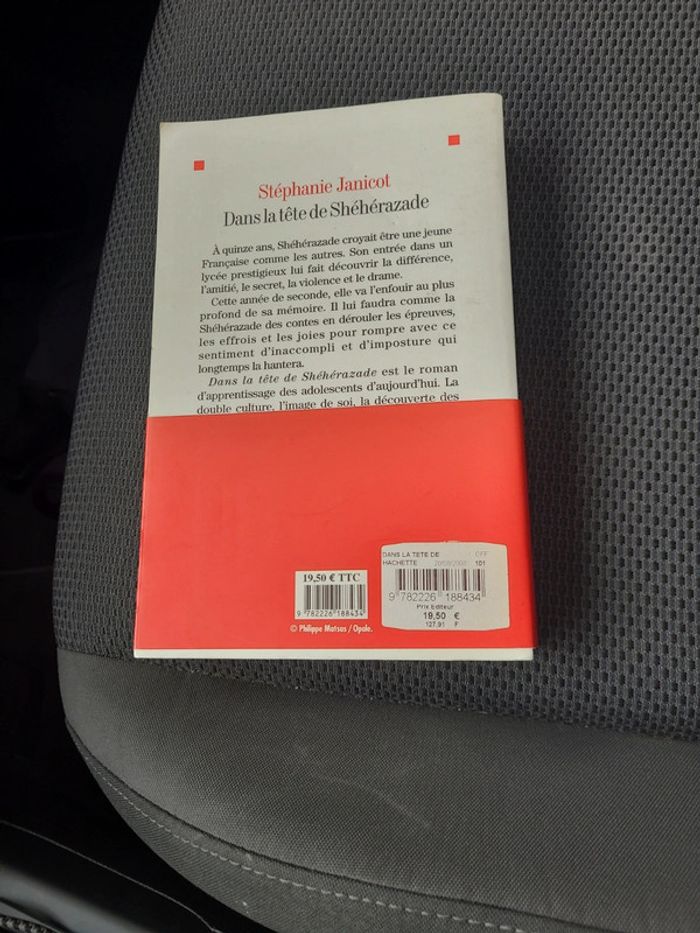 Stéphanie Janicot
Dans la tête de Shéhérazade
À quinze ans, Shéhérazade croyait être une jeune
Française comme les autres. Son entrée dans un
lycée prestigieux lui fait découvrir la différence,
l'amitié, le secret, la violence et le drame.
Cette année de seconde, elle va l'enfouir au plus
profond de sa mémoire. Il lui faudra comme la
Shéhérazade des contes en dérouler les épreuves,
les effrois et les joies pour rompre avec ce
sentiment d'inaccompli et d'imposture qui
longtemps la hantera.
Dans la tête de Shéhérazade est le roman
d'apprentissage des adolescents d'aujourd'hui. La
double culture, l'image de soi, la découverte des
19,50 € TTC
9 782226 188434
© Philippe Matsas / Opale.
DANS LA TETE DE OFF
HACHETTE 101
9 782226 188434
Prix Editeur
19,50 €
127,91 F